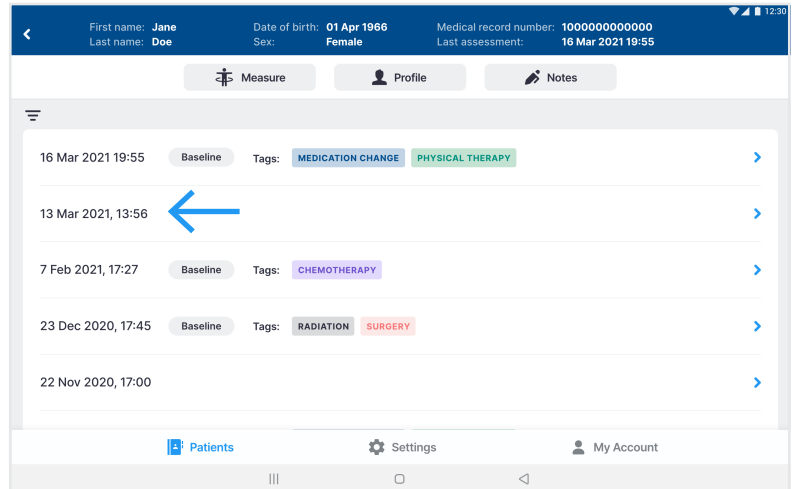 12:30
First name: Jane Date of birth: 01 Apr 1966 Medical record number: 1000000000000
Last name: Doe Sex: Female Last assessment: 16 Mar 2021 19:55
Measure Profile Notes
16 Mar 2021 19:55 Baseline Tags: MEDICATION CHANGE PHYSICAL THERAPY
13 Mar 2021, 13:56
7 Feb 2021, 17:27 Baseline Tags: CHEMOTHERAPY
23 Dec 2020, 17:45 Baseline Tags: RADIATION SURGERY
22 Nov 2020, 17:00
Patients Settings My Account